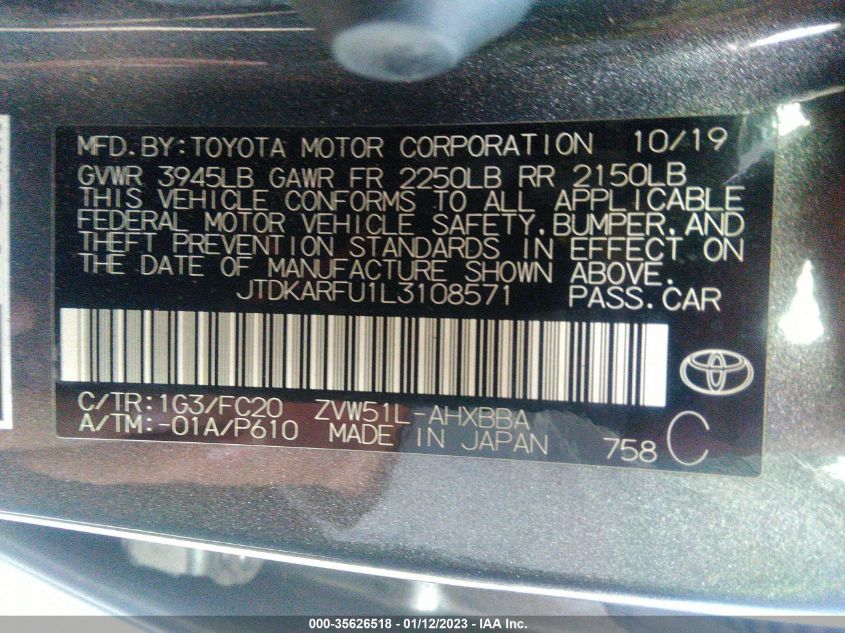 MFD.BY:TOYOTA MOTOR CORPORATION 10/19
GVWR 3945LB GAWR FR 2250LB RR 2150LB
THIS VEHICLE CONFORMS TO ALL APPLICABLE
FEDERAL MOTOR VEHICLE SAFETY,BUMPER,AND
THEFT PREVENTION STANDARDS IN EFFECT ON
THE DATE OF MANUFACTURE SHOWN ABOVE.
JTDKARFU1L3108571 PASS.CAR
C/TR:1G3/FC20 ZVW51L-AHXBBA
A/TM:-01A/P610 MADE IN JAPAN 758 C
000-35626518 - 01/12/2023 - IAA Inc.